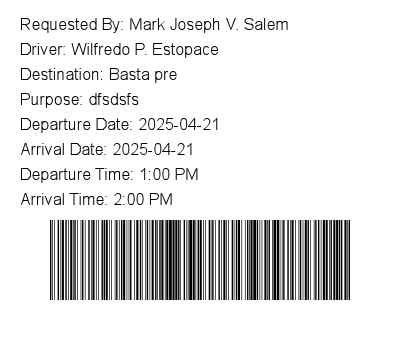 Requested By: Mark Joseph V. Salem
Driver: Wilfredo P. Estopace
Destination: Basta pre
Purpose: dfsdsfs
Departure Date: 2025-04-21
Arrival Date: 2025-04-21
Departure Time: 1:00 PM
Arrival Time: 2:00 PM